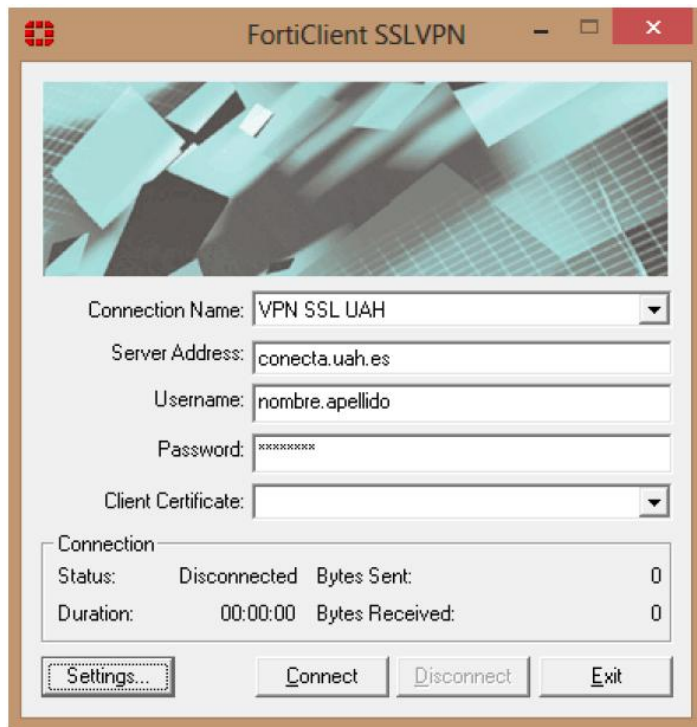 FortiClient SSLVPN
Connection Name: VPN SSL UAH
Server Address: conecta.uah.es
Username: nombre.apellido
Password: ********
Client Certificate:
Connection
Status: Disconnected Bytes Sent: 0
Duration: 00:00:00 Bytes Received: 0
Settings... Connect Disconnect Exit